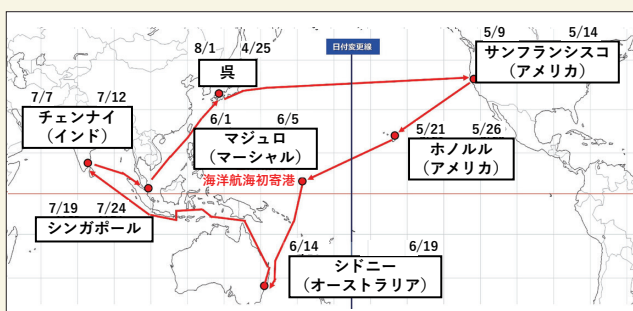 日付変更線
8/1 4/25
呉
5/9 5/14
サンフランシスコ
（アメリカ）
7/7 7/12
チェンナイ
（インド）
6/1 6/5
マジュロ
（マーシャル）
海洋航海初寄港
5/21 5/26
ホノルル
（アメリカ）
7/19 7/24
シンガポール
6/14 6/19
シドニー
（オーストラリア）